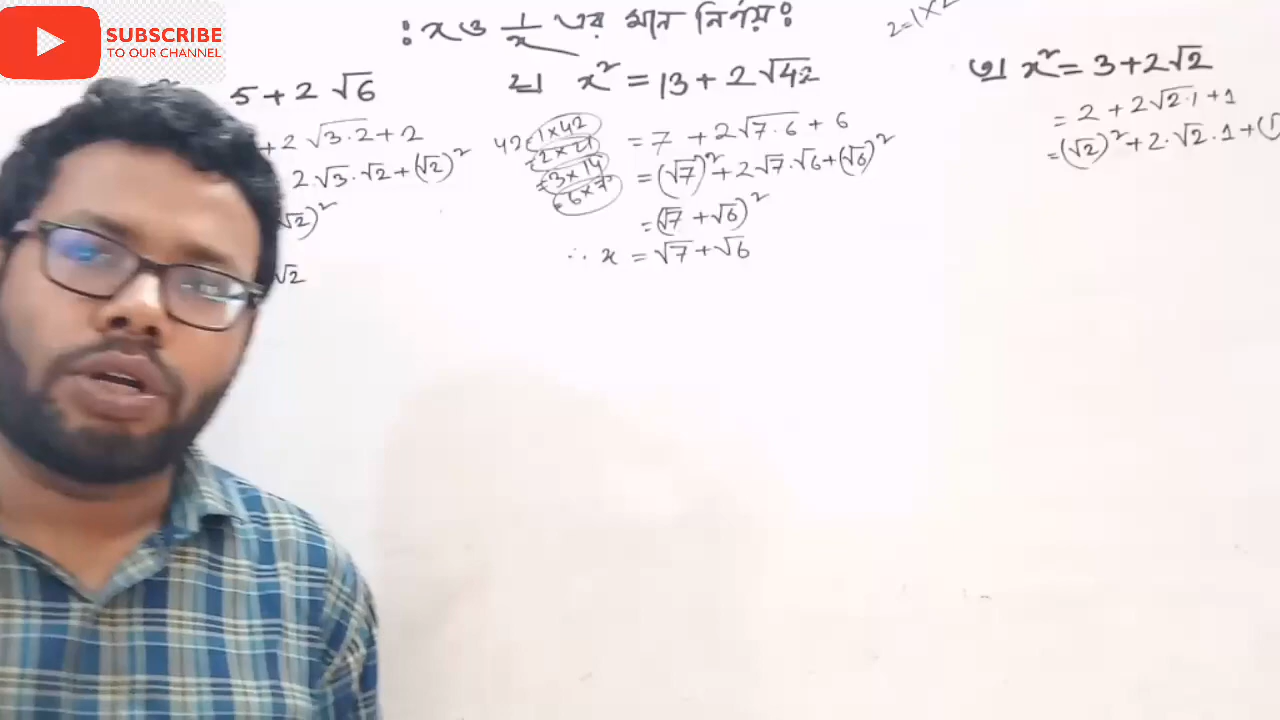 SUBSCRIBE
TO OUR CHANNEL
: x ও 1/x এর মান নির্ণয় :
2=1×2
5+2√6
+2√3·2+2
2·√3·√2+(√2)²
√2)²
√2
খ) x² = 13+2√42
42=1×42
=2×21
=3×14
=6×7
= 7+2√7·6+6
=(√7)²+2√7·√6+(√6)²
=(√7+√6)²
∴ x = √7+√6
x² = 3+2√2
= 2+2√2·1+1
=(√2)²+2·√2·1+(